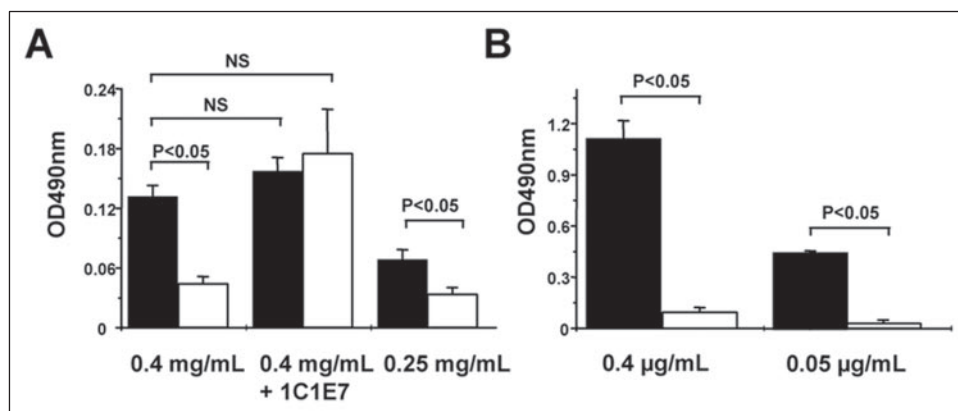 A
NS
NS
P<0.05
P<0.05
OD490nm
0.24
0.18
0.12
0.06
0
0.4 mg/mL
0.4 mg/mL
+ 1C1E7
0.25 mg/mL
B
P<0.05
P<0.05
OD490nm
1.2
0.9
0.6
0.3
0
0.4 µg/mL
0.05 µg/mL